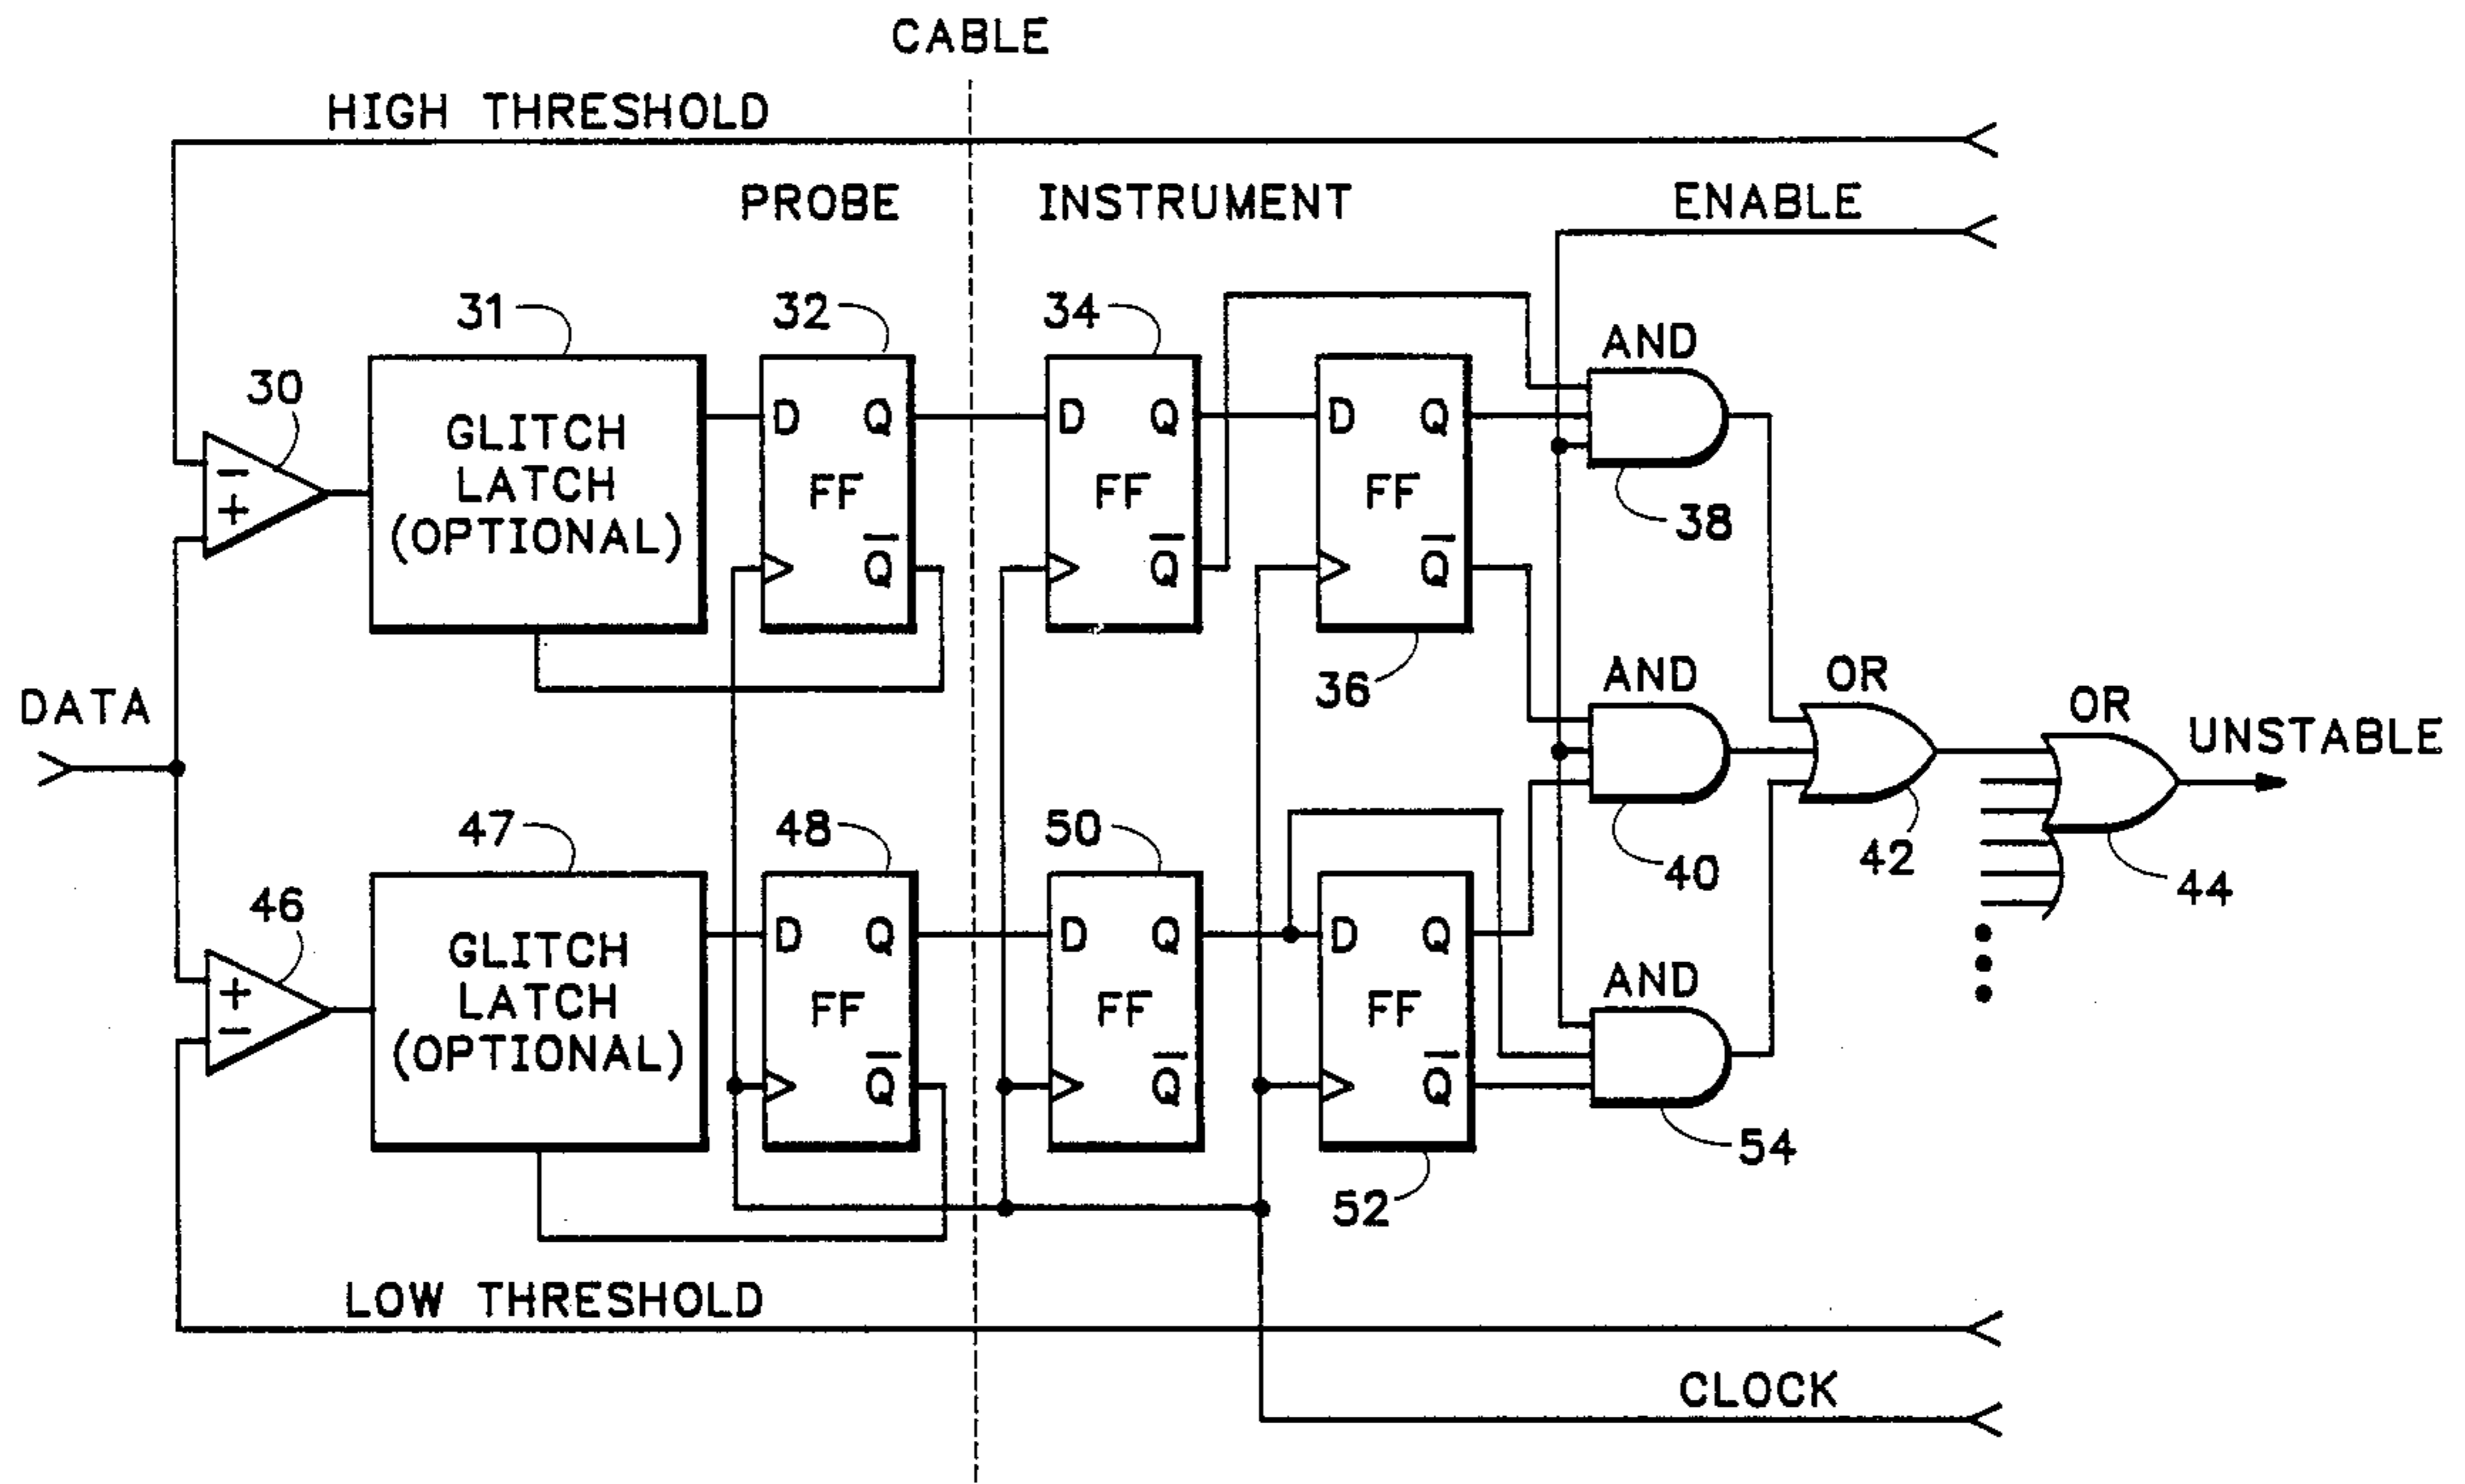 CABLE
HIGH THRESHOLD
PROBE
INSTRUMENT
ENABLE
31
32
34
AND
30
GLITCH
LATCH
(OPTIONAL)
D Q
FF
Q̅
D Q
FF
Q̅
D Q
FF
Q̅
−
+
38
36
DATA
AND
OR
OR
UNSTABLE
47
48
50
40
42
44
46
GLITCH
LATCH
(OPTIONAL)
D Q
FF
Q̅
D Q
FF
Q̅
D Q
FF
Q̅
+
−
AND
54
52
LOW THRESHOLD
CLOCK